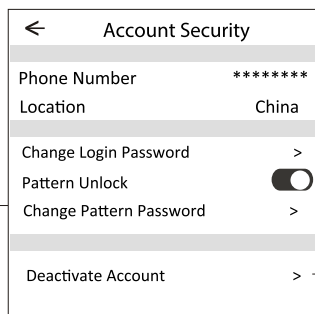 Account Security
Phone Number ********
Location China
Change Login Password >
Pattern Unlock
Change Pattern Password >
Deactivate Account >